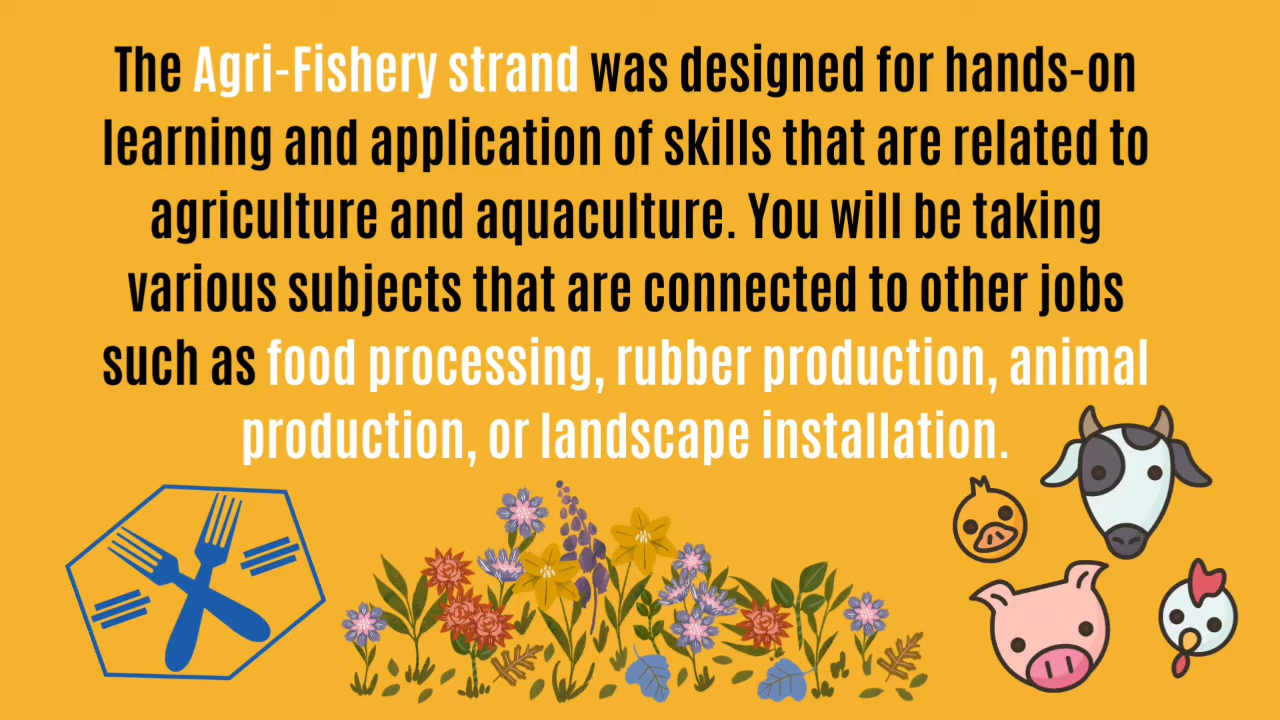 The Agri-Fishery strand was designed for hands-on
learning and application of skills that are related to
agriculture and aquaculture. You will be taking
various subjects that are connected to other jobs
such as food processing, rubber production, animal
production, or landscape installation.